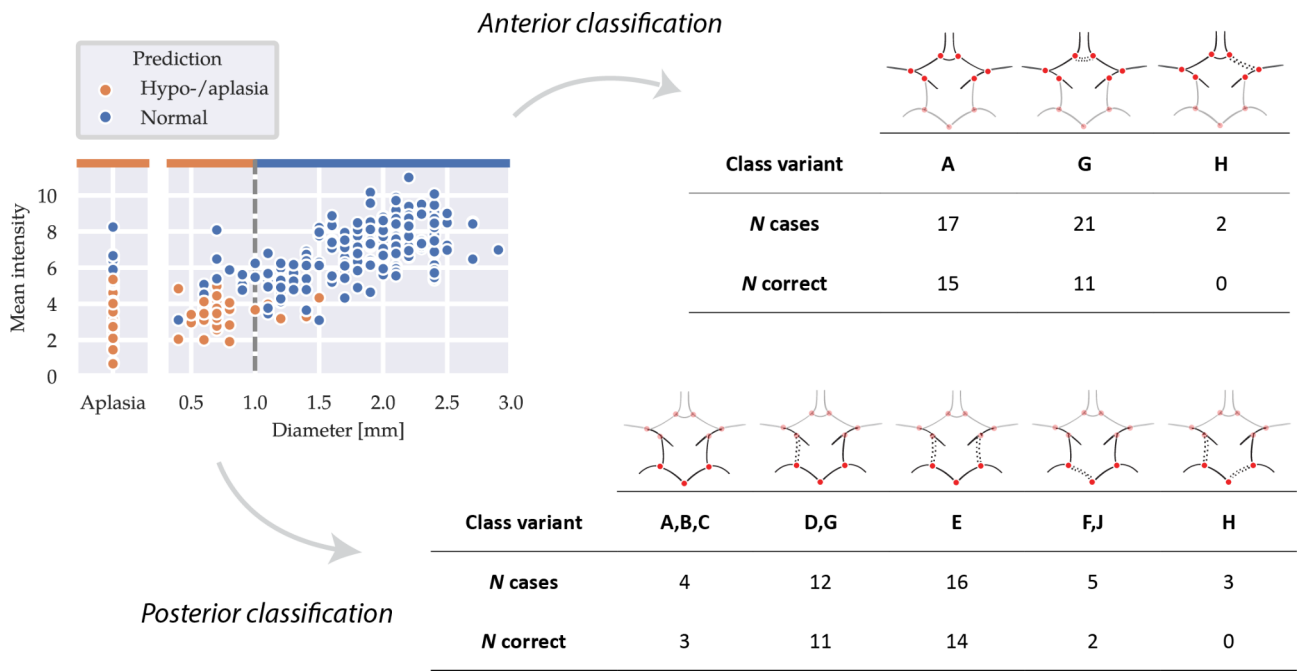 Anterior classification
Prediction
Hypo-/aplasia
Normal
Mean intensity
10
8
6
4
2
0
Aplasia 0.5 1.0 1.5 2.0 2.5 3.0
Diameter [mm]
Class variant A G H
N cases 17 21 2
N correct 15 11 0
Posterior classification
Class variant A,B,C D,G E F,J H
N cases 4 12 16 5 3
N correct 3 11 14 2 0